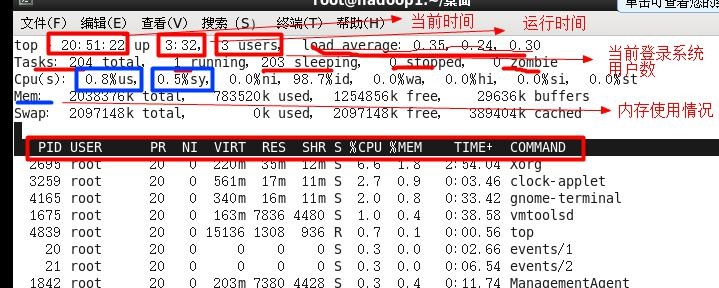 root@hadoop1:~/桌面
单击可查看您的
文件(F) 编辑(E) 查看(V) 搜索 (S) 终端(T) 帮助(H)
当前时间
运行时间
top - 20:51:22 up 3:32, 3 users, load average: 0.35, 0.24, 0.30
Tasks: 204 total, 1 running, 203 sleeping, 0 stopped, 0 zombie
当前登录系统
用户数
Cpu(s): 0.8%us, 0.5%sy, 0.0%ni, 98.7%id, 0.0%wa, 0.0%hi, 0.0%si, 0.0%st
Mem: 2038376k total, 783520k used, 1254856k free, 29636k buffers
内存使用情况
Swap: 2097148k total, 0k used, 2097148k free, 389404k cached
PID USER PR NI VIRT RES SHR S %CPU %MEM TIME+ COMMAND
2695 root 20 0 220m 35m 12m S 6.6 1.8 7:54.04 Xorg
3259 root 20 0 561m 17m 11m S 2.7 0.9 0:03.46 clock-applet
4165 root 20 0 340m 16m 11m S 2.0 0.8 0:33.42 gnome-terminal
1675 root 20 0 163m 7836 4480 S 1.0 0.4 0:38.58 vmtoolsd
4839 root 20 0 15136 1308 936 R 0.7 0.1 0:00.56 top
20 root 20 0 0 0 0 S 0.3 0.0 0:02.66 events/1
21 root 20 0 0 0 0 S 0.3 0.0 0:06.54 events/2
1842 root 20 0 203m 7380 4428 S 0.3 0.4 0:11.74 ManagementAgent